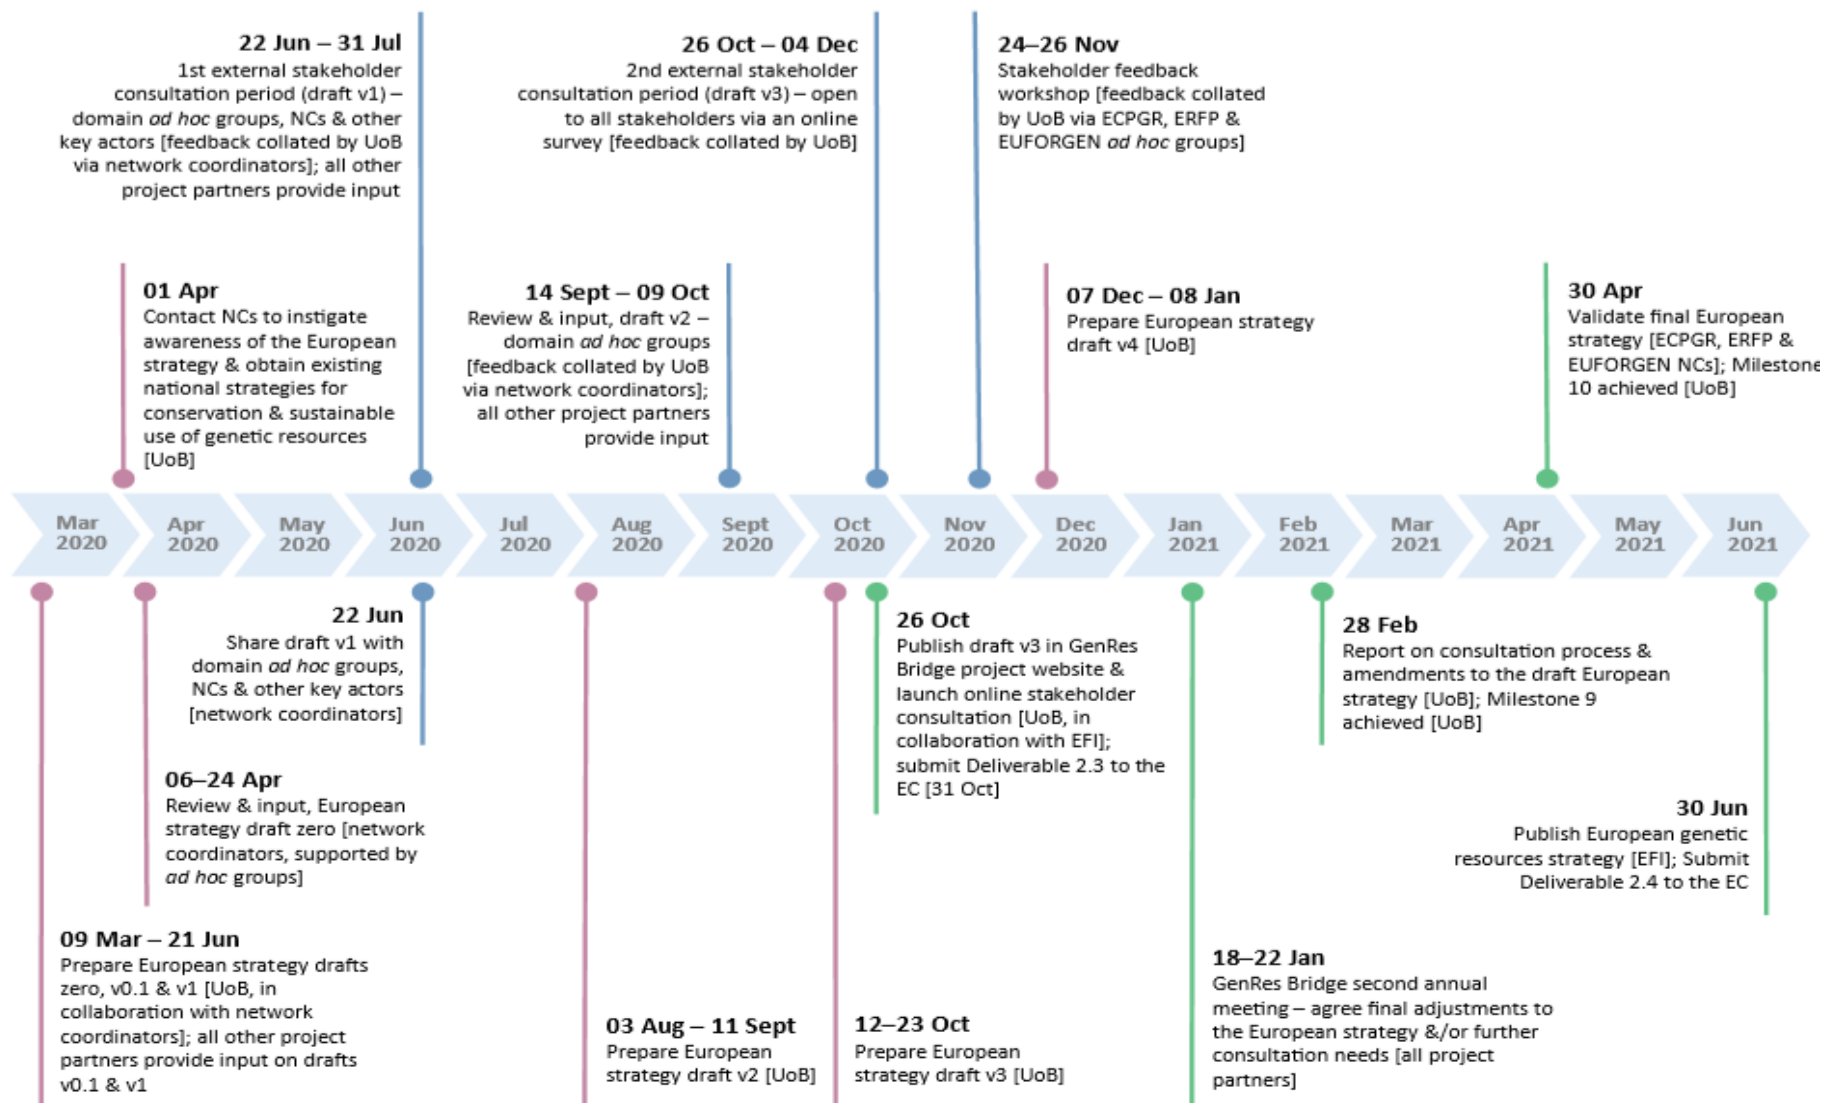 22 Jun – 31 Jul
1st external stakeholder
consultation period (draft v1) –
domain ad hoc groups, NCs & other
key actors [feedback collated by UoB
via network coordinators]; all other
project partners provide input
26 Oct – 04 Dec
2nd external stakeholder
consultation period (draft v3) – open
to all stakeholders via an online
survey [feedback collated by UoB]
24–26 Nov
Stakeholder feedback
workshop [feedback collated
by UoB via ECPGR, ERFP &
EUFORGEN ad hoc groups]
01 Apr
Contact NCs to instigate
awareness of the European
strategy & obtain existing
national strategies for
conservation & sustainable
use of genetic resources
[UoB]
14 Sept – 09 Oct
Review & input, draft v2 –
domain ad hoc groups
[feedback collated by UoB
via network coordinators];
all other project partners
provide input
07 Dec – 08 Jan
Prepare European strategy
draft v4 [UoB]
30 Apr
Validate final European
strategy [ECPGR, ERFP &
EUFORGEN NCs]; Milestone
10 achieved [UoB]
Mar
2020
Apr
2020
May
2020
Jun
2020
Jul
2020
Aug
2020
Sept
2020
Oct
2020
Nov
2020
Dec
2020
Jan
2021
Feb
2021
Mar
2021
Apr
2021
May
2021
Jun
2021
22 Jun
Share draft v1 with
domain ad hoc groups,
NCs & other key actors
[network coordinators]
06–24 Apr
Review & input, European
strategy draft zero [network
coordinators, supported by
ad hoc groups]
09 Mar – 21 Jun
Prepare European strategy drafts
zero, v0.1 & v1 [UoB, in
collaboration with network
coordinators]; all other project
partners provide input on drafts
v0.1 & v1
03 Aug – 11 Sept
Prepare European
strategy draft v2 [UoB]
12–23 Oct
Prepare European
strategy draft v3 [UoB]
26 Oct
Publish draft v3 in GenRes
Bridge project website &
launch online stakeholder
consultation [UoB, in
collaboration with EFI];
submit Deliverable 2.3 to the
EC [31 Oct]
18–22 Jan
GenRes Bridge second annual
meeting – agree final adjustments to
the European strategy &/or further
consultation needs [all project
partners]
28 Feb
Report on consultation process &
amendments to the draft European
strategy [UoB]; Milestone 9
achieved [UoB]
30 Jun
Publish European genetic
resources strategy [EFI]; Submit
Deliverable 2.4 to the EC